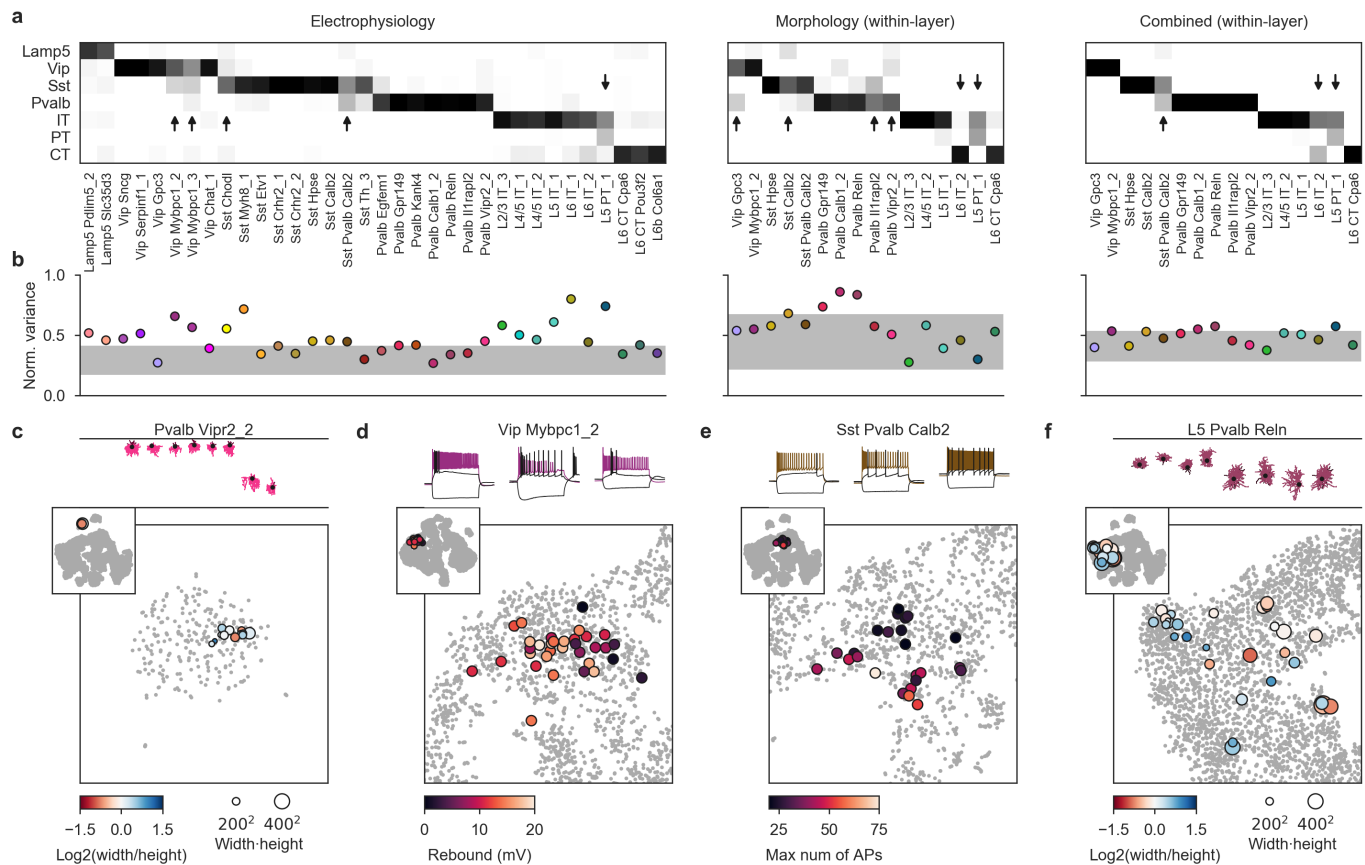 a
Electrophysiology
Morphology (within-layer)
Combined (within-layer)
Lamp5
Vip
Sst
Pvalb
IT
PT
CT
Lamp5 Pdlim5_2
Lamp5 Slc35d3
Vip Sncg
Vip Serpinf1_1
Vip Gpc3
Vip Mybpc1_2
Vip Mybpc1_3
Vip Chat_1
Sst Chodl
Sst Myh8_1
Sst Etv1
Sst Crhr2_1
Sst Crhr2_2
Sst Hpse
Sst Calb2
Sst Pvalb Calb2
Sst Th_3
Pvalb Egfem1
Pvalb Gpr149
Pvalb Kank4
Pvalb Calb1_2
Pvalb Reln
Pvalb Il1rapl2
Pvalb Vipr2_2
L2/3 IT_3
L4/5 IT_1
L4/5 IT_2
L5 IT_1
L6 IT_1
L6 IT_2
L5 PT_1
L6 CT Cpa6
L6 CT Pou3f2
L6b Col6a1
Vip Gpc3
Vip Mybpc1_2
Sst Hpse
Sst Calb2
Sst Pvalb Calb2
Pvalb Gpr149
Pvalb Calb1_2
Pvalb Reln
Pvalb Il1rapl2
Pvalb Vipr2_2
L2/3 IT_3
L4/5 IT_2
L5 IT_1
L6 IT_2
L5 PT_1
L6 CT Cpa6
Vip Gpc3
Vip Mybpc1_2
Sst Hpse
Sst Calb2
Sst Pvalb Calb2
Pvalb Gpr149
Pvalb Calb1_2
Pvalb Reln
Pvalb Il1rapl2
Pvalb Vipr2_2
L2/3 IT_3
L4/5 IT_2
L5 IT_1
L6 IT_2
L5 PT_1
L6 CT Cpa6
b
Norm. variance
1.0
0.5
0.0
c
Pvalb Vipr2_2
d
Vip Mybpc1_2
e
Sst Pvalb Calb2
f
L5 Pvalb Reln
−1.5 0.0 1.5
Log2(width/height)
200² 400²
Width·height
0 10 20
Rebound (mV)
25 50 75
Max num of APs
−1.5 0.0 1.5
Log2(width/height)
200² 400²
Width·height